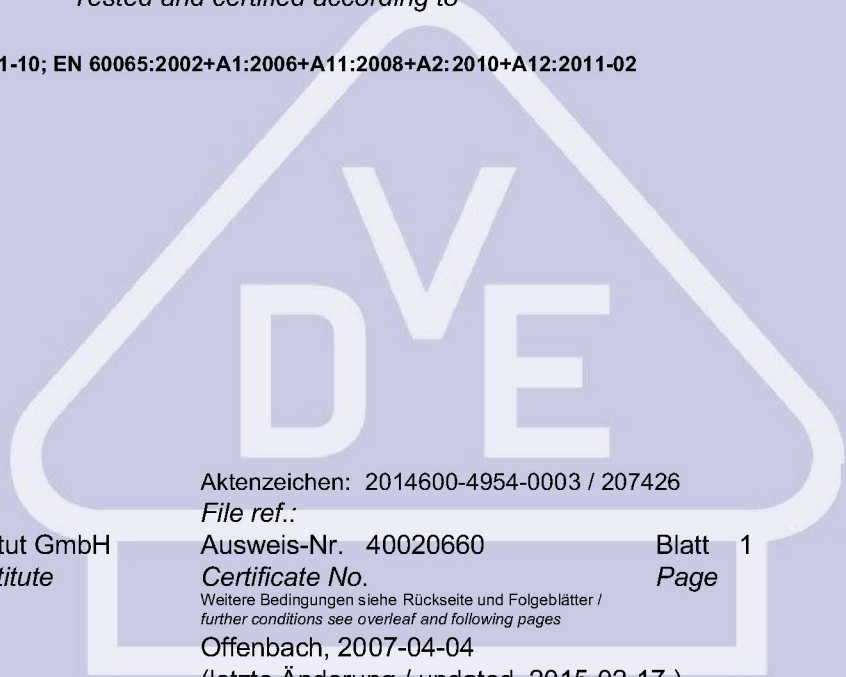 Tested and certified according to
1-10; EN 60065:2002+A1:2006+A11:2008+A2:2010+A12:2011-02
VDE
Aktenzeichen: 2014600-4954-0003 / 207426
File ref.:
tut GmbH Ausweis-Nr. 40020660 Blatt 1
titute Certificate No. Page
Weitere Bedingungen siehe Rückseite und Folgeblätter /
further conditions see overleaf and following pages
Offenbach, 2007-04-04
(letzte Änderung / updated 2015-02-17 )